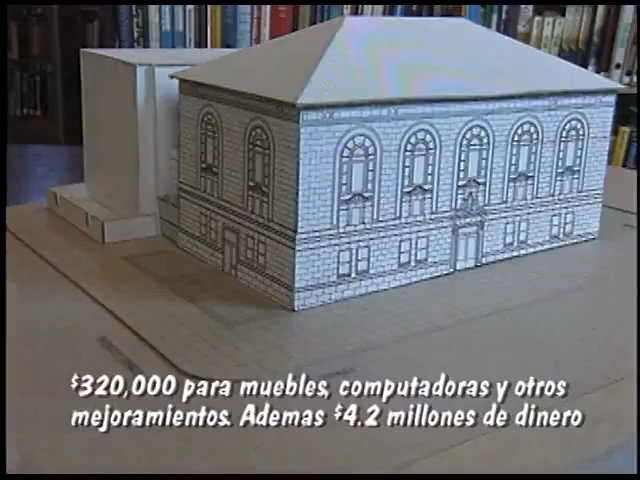 $320,000 para muebles, computadoras y otros
mejoramientos. Ademas $4.2 millones de dinero